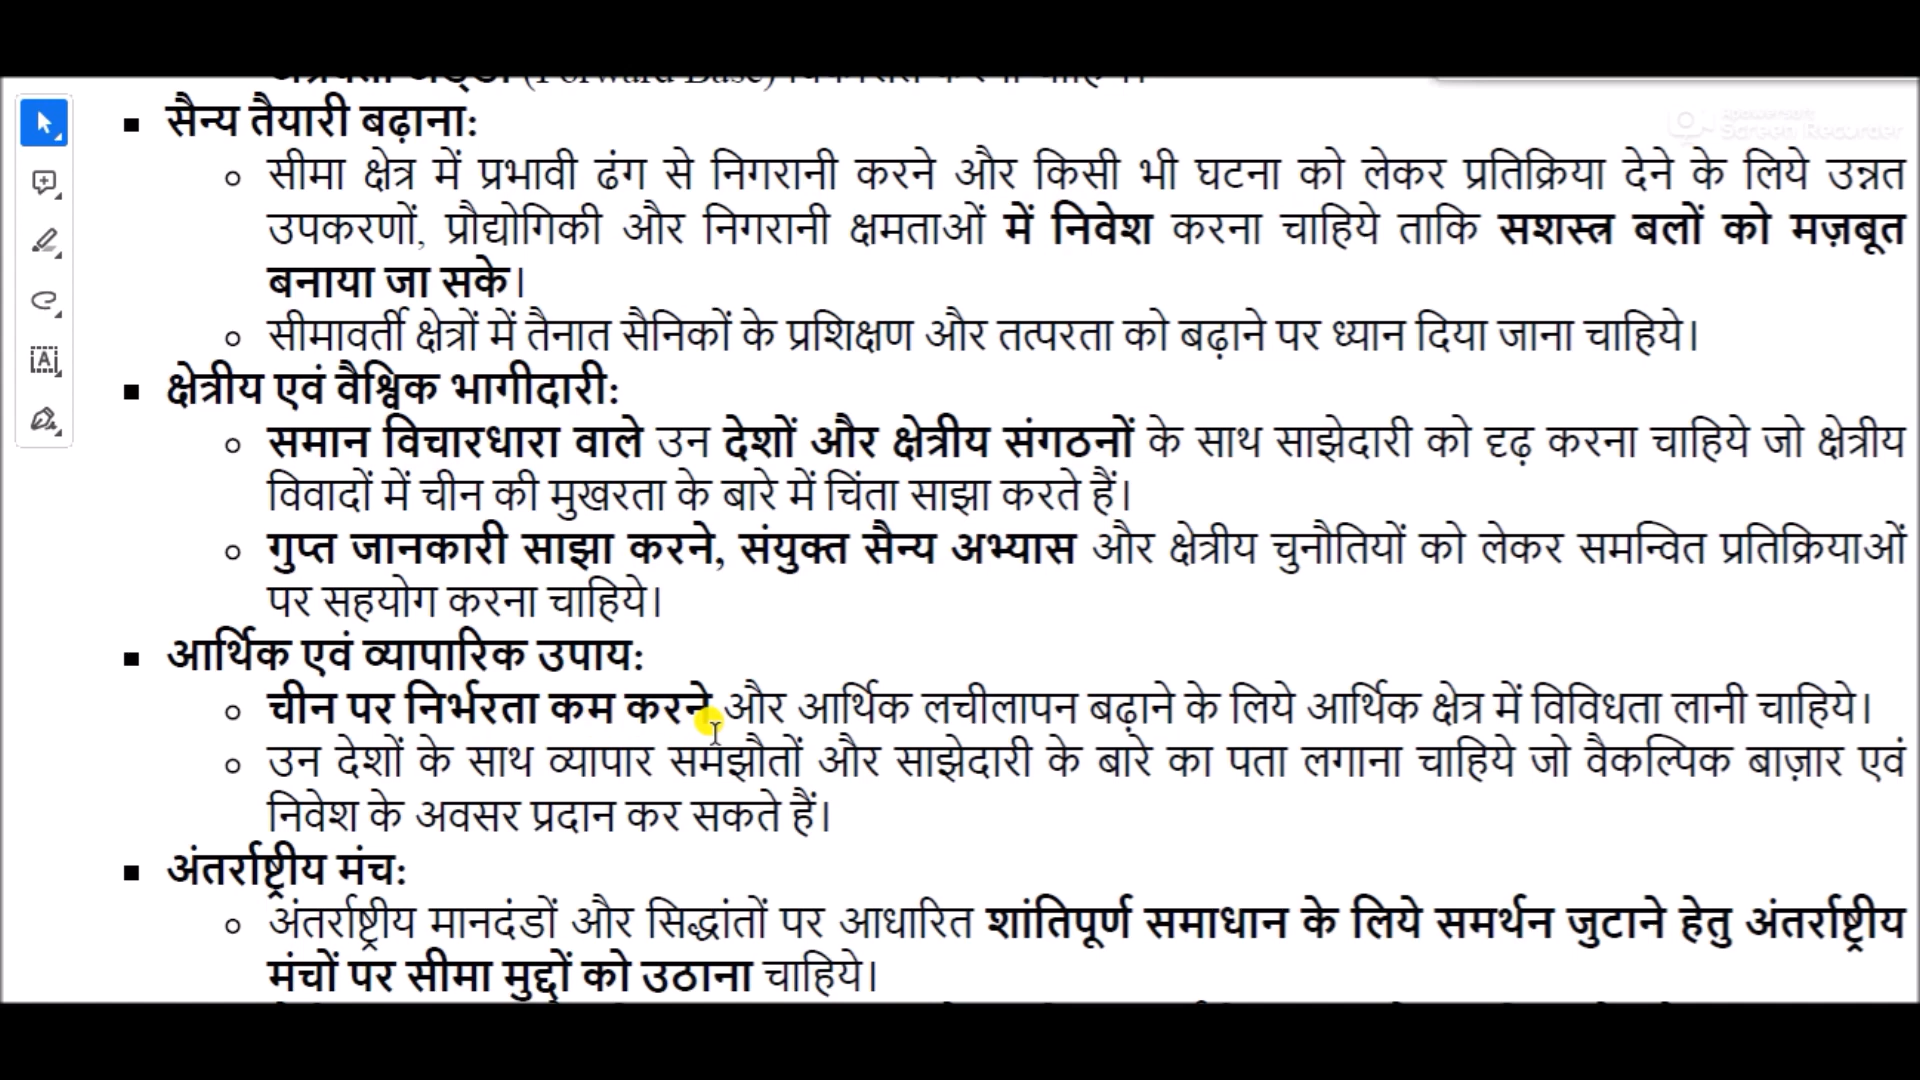 (Forward Base)
सैन्य तैयारी बढ़ाना:
सीमा क्षेत्र में प्रभावी ढंग से निगरानी करने और किसी भी घटना को लेकर प्रतिक्रिया देने के लिये उन्नत
उपकरणों, प्रौद्योगिकी और निगरानी क्षमताओं में निवेश करना चाहिये ताकि सशस्त्र बलों को मज़बूत
बनाया जा सके।
सीमावर्ती क्षेत्रों में तैनात सैनिकों के प्रशिक्षण और तत्परता को बढ़ाने पर ध्यान दिया जाना चाहिये।
क्षेत्रीय एवं वैश्विक भागीदारी:
समान विचारधारा वाले उन देशों और क्षेत्रीय संगठनों के साथ साझेदारी को दृढ़ करना चाहिये जो क्षेत्रीय
विवादों में चीन की मुखरता के बारे में चिंता साझा करते हैं।
गुप्त जानकारी साझा करने, संयुक्त सैन्य अभ्यास और क्षेत्रीय चुनौतियों को लेकर समन्वित प्रतिक्रियाओं
पर सहयोग करना चाहिये।
आर्थिक एवं व्यापारिक उपाय:
चीन पर निर्भरता कम करने और आर्थिक लचीलापन बढ़ाने के लिये आर्थिक क्षेत्र में विविधता लानी चाहिये।
उन देशों के साथ व्यापार समझौतों और साझेदारी के बारे का पता लगाना चाहिये जो वैकल्पिक बाज़ार एवं
निवेश के अवसर प्रदान कर सकते हैं।
अंतर्राष्ट्रीय मंच:
अंतर्राष्ट्रीय मानदंडों और सिद्धांतों पर आधारित शांतिपूर्ण समाधान के लिये समर्थन जुटाने हेतु अंतर्राष्ट्रीय
मंचों पर सीमा मुद्दों को उठाना चाहिये।
Screen Recorder